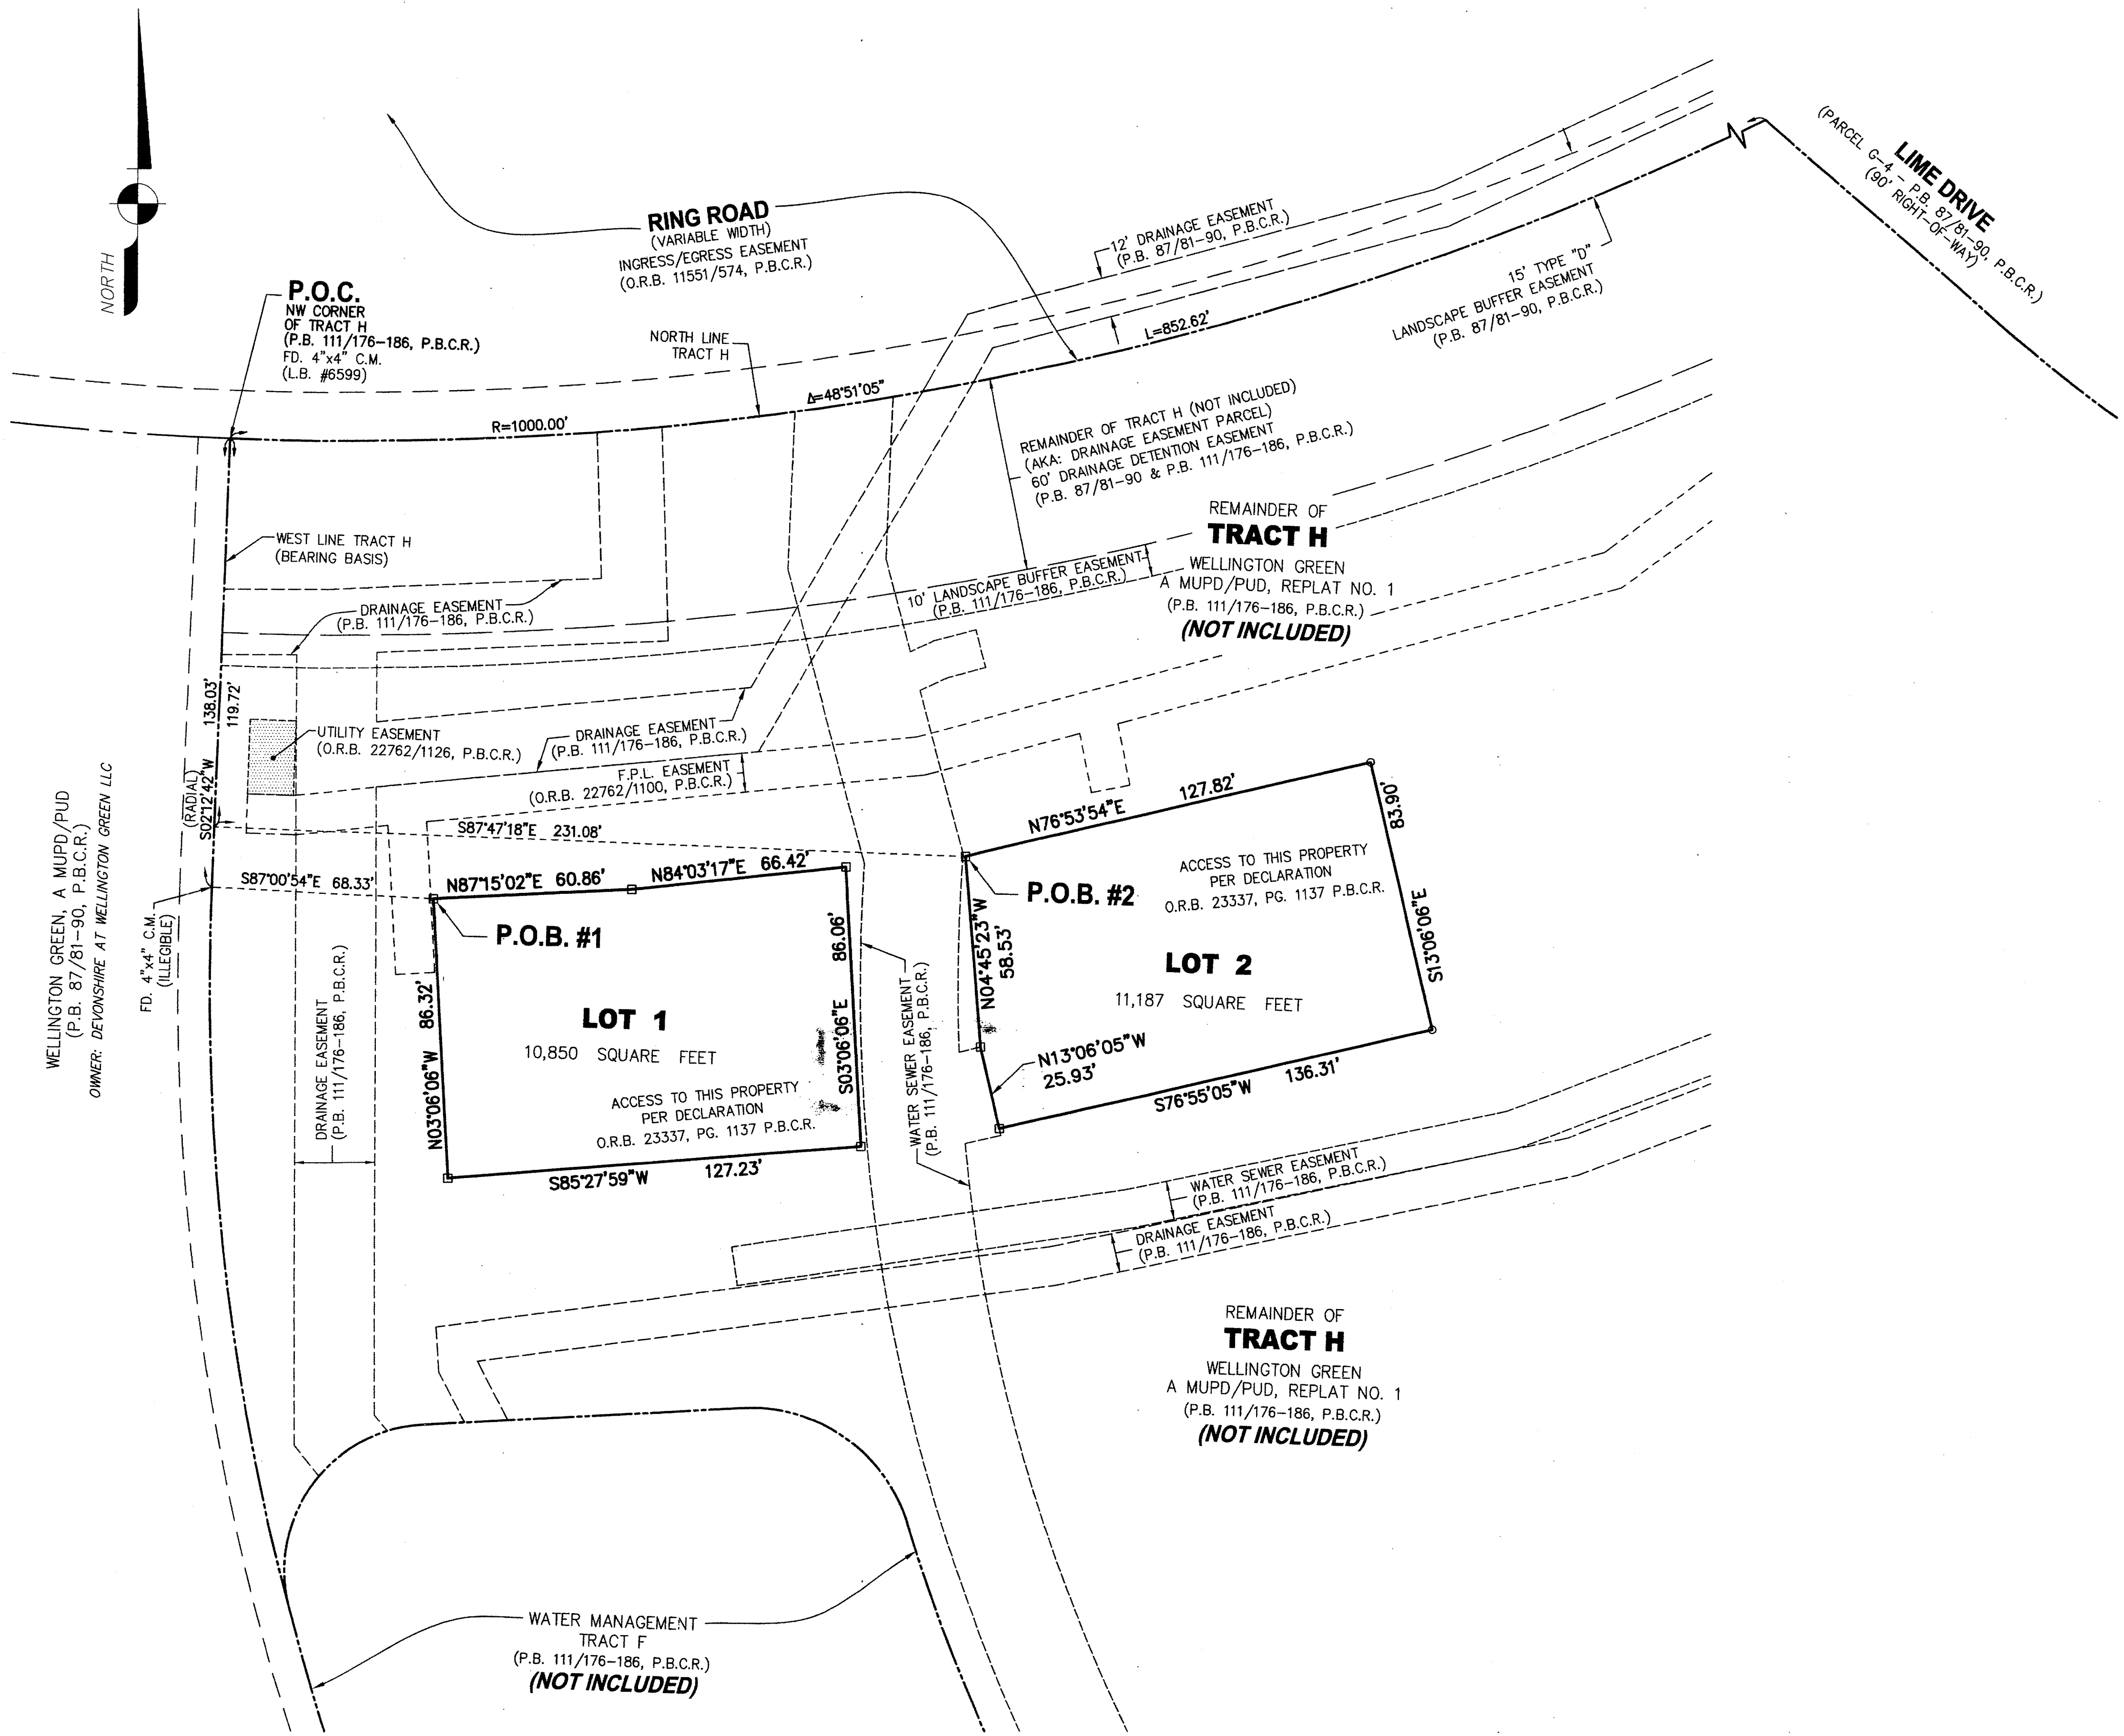 NORTH
P.O.C.
NW CORNER
OF TRACT H
(P.B. 111/176-186, P.B.C.R.)
FD. 4"x4" C.M.
(L.B. #6599)
RING ROAD
(VARIABLE WIDTH)
INGRESS/EGRESS EASEMENT
(O.R.B. 11551/574, P.B.C.R.)
NORTH LINE
TRACT H
12' DRAINAGE EASEMENT
(P.B. 87/81-90, P.B.C.R.)
LIME DRIVE
(PARCEL G-4 - P.B. 87/81-90, P.B.C.R.)
(90' RIGHT-OF-WAY)
15' TYPE "D"
LANDSCAPE BUFFER EASEMENT
(P.B. 87/81-90, P.B.C.R.)
R=1000.00'
Δ=48°51'05"
L=852.62'
REMAINDER OF TRACT H (NOT INCLUDED)
(AKA: DRAINAGE EASEMENT PARCEL)
60' DRAINAGE DETENTION EASEMENT
(P.B. 87/81-90 & P.B. 111/176-186, P.B.C.R.)
REMAINDER OF
TRACT H
WELLINGTON GREEN
A MUPD/PUD, REPLAT NO. 1
(P.B. 111/176-186, P.B.C.R.)
(NOT INCLUDED)
10' LANDSCAPE BUFFER EASEMENT
(P.B. 111/176-186, P.B.C.R.)
WEST LINE TRACT H
(BEARING BASIS)
DRAINAGE EASEMENT
(P.B. 111/176-186, P.B.C.R.)
138.03'
119.72'
(RADIAL)
S02°12'42"W
UTILITY EASEMENT
(O.R.B. 22762/1126, P.B.C.R.)
DRAINAGE EASEMENT
(P.B. 111/176-186, P.B.C.R.)
F.P.L. EASEMENT
(O.R.B. 22762/1100, P.B.C.R.)
S87°47'18"E 231.08'
S87°00'54"E 68.33'
WELLINGTON GREEN, A MUPD/PUD
(P.B. 87/81-90, P.B.C.R.)
OWNER: DEVONSHIRE AT WELLINGTON GREEN LLC
FD. 4"x4" C.M.
(ILLEGIBLE)
N87°15'02"E 60.86'
N84°03'17"E 66.42'
P.O.B. #1
86.32'
N03°06'06"W
86.06'
S03°06'06"E
LOT 1
10,850 SQUARE FEET
ACCESS TO THIS PROPERTY
PER DECLARATION
O.R.B. 23337, PG. 1137 P.B.C.R.
S85°27'59"W 127.23'
DRAINAGE EASEMENT
(P.B. 111/176-186, P.B.C.R.)
WATER SEWER EASEMENT
(P.B. 111/176-186, P.B.C.R.)
N76°53'54"E 127.82'
83.90'
S13°06'06"E
ACCESS TO THIS PROPERTY
PER DECLARATION
O.R.B. 23337, PG. 1137 P.B.C.R.
P.O.B. #2
N04°45'23"W
58.53'
LOT 2
11,187 SQUARE FEET
N13°06'05"W
25.93'
S76°55'05"W 136.31'
WATER SEWER EASEMENT
(P.B. 111/176-186, P.B.C.R.)
DRAINAGE EASEMENT
(P.B. 111/176-186, P.B.C.R.)
REMAINDER OF
TRACT H
WELLINGTON GREEN
A MUPD/PUD, REPLAT NO. 1
(P.B. 111/176-186, P.B.C.R.)
(NOT INCLUDED)
WATER MANAGEMENT
TRACT F
(P.B. 111/176-186, P.B.C.R.)
(NOT INCLUDED)